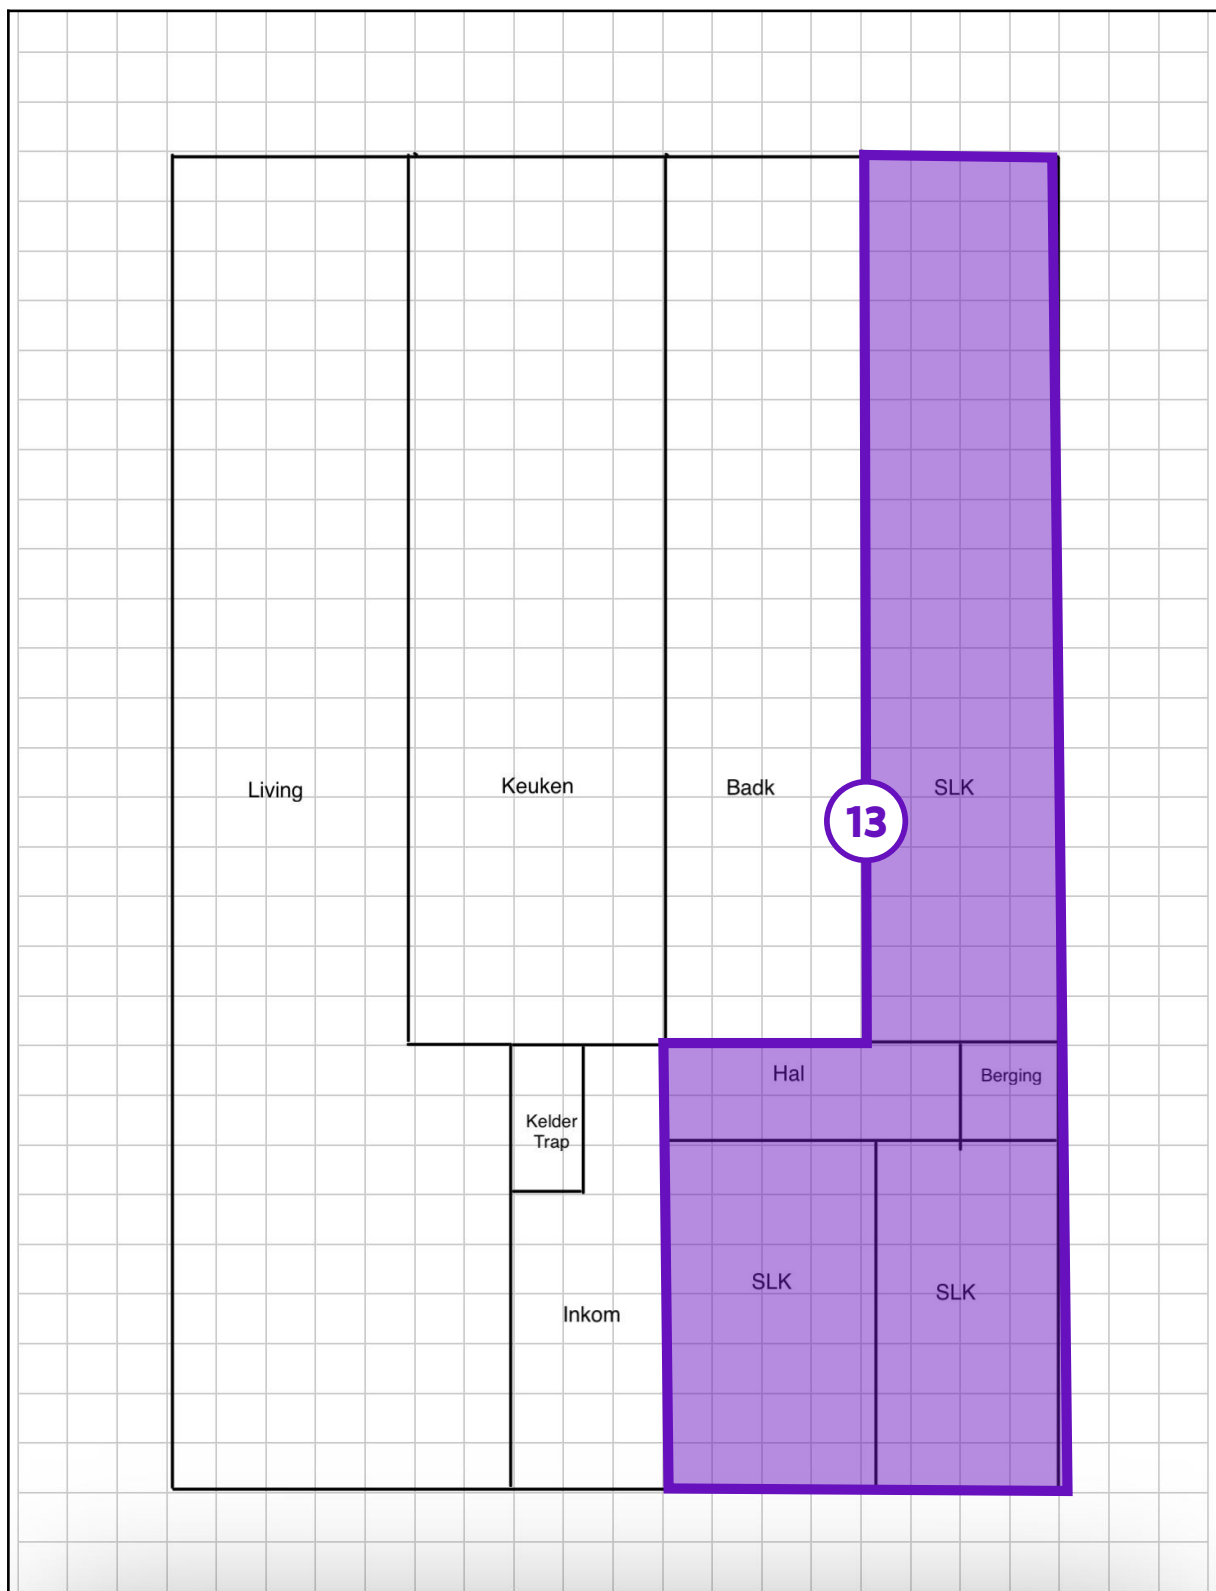 Living
Keuken
Badk
SLK
13
Hal
Berging
Kelder
Trap
SLK
SLK
Inkom